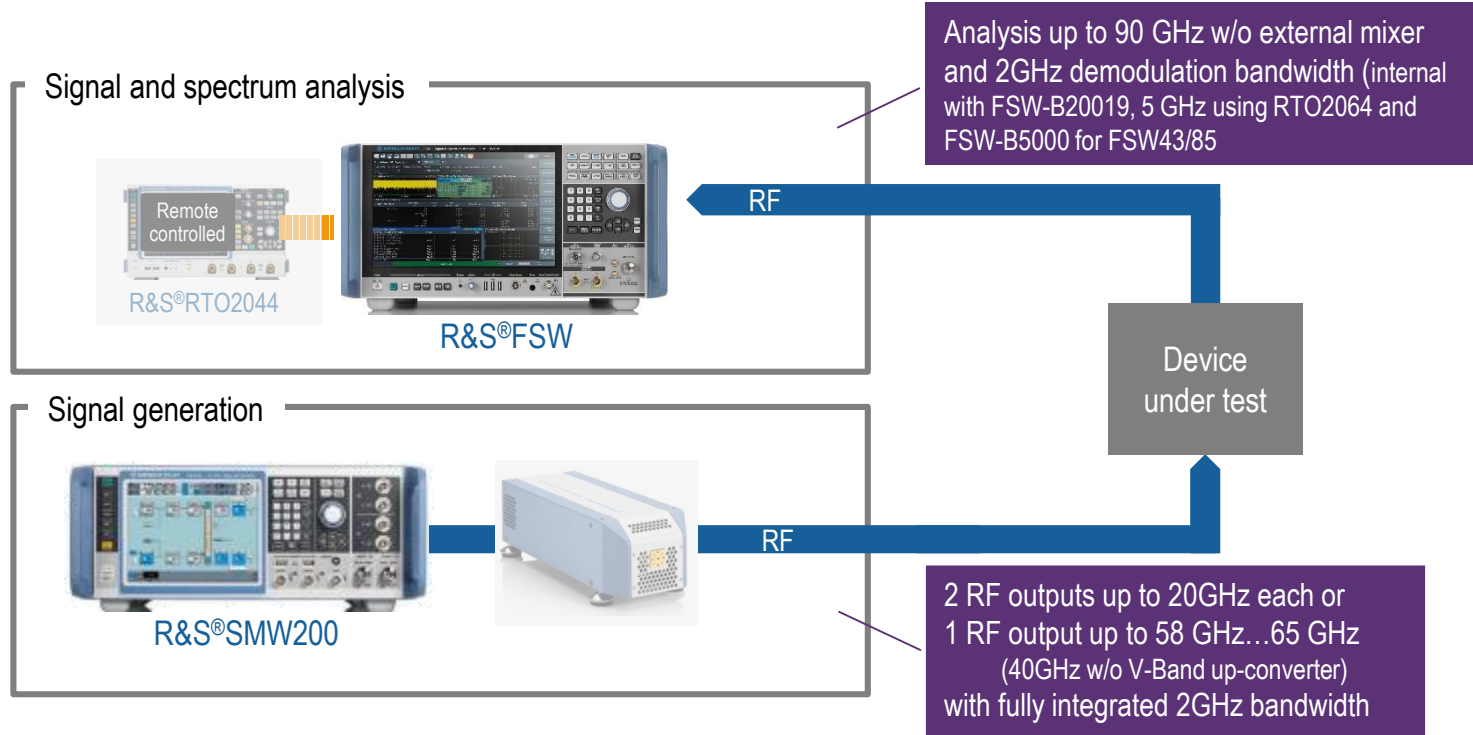 Analysis up to 90 GHz w/o external mixer
and 2GHz demodulation bandwidth (internal
with FSW-B20019, 5 GHz using RTO2064 and
FSW-B5000 for FSW43/85
Signal and spectrum analysis
Remote
controlled
R&S®RTO2044
R&S®FSW
RF
Device
under test
Signal generation
R&S®SMW200
RF
2 RF outputs up to 20GHz each or
1 RF output up to 58 GHz…65 GHz
(40GHz w/o V-Band up-converter)
with fully integrated 2GHz bandwidth